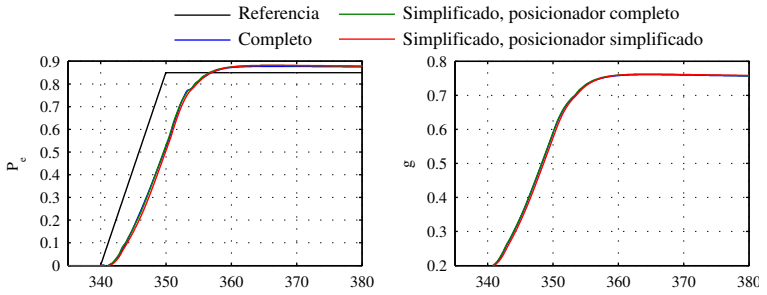 Referencia
Completo
Simplificado, posicionador completo
Simplificado, posicionador simplificado
0.9
0.8
0.7
0.6
0.5
0.4
0.3
0.2
0.1
0
P_e
340 350 360 370 380
0.8
0.7
0.6
0.5
0.4
0.3
0.2
g
340 350 360 370 380